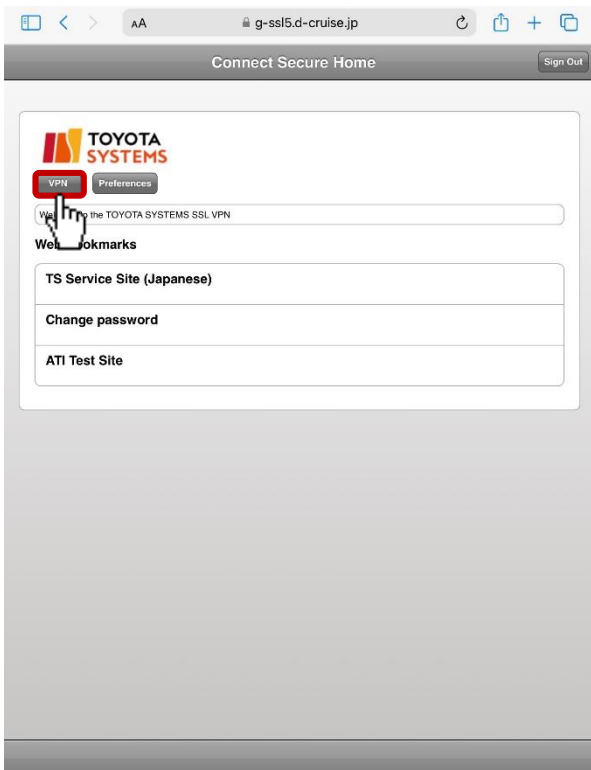 AA g-ssl5.d-cruise.jp
Connect Secure Home
Sign Out
TOYOTA
SYSTEMS
VPN Preferences
the TOYOTA SYSTEMS SSL VPN
TS Service Site (Japanese)
Change password
ATI Test Site